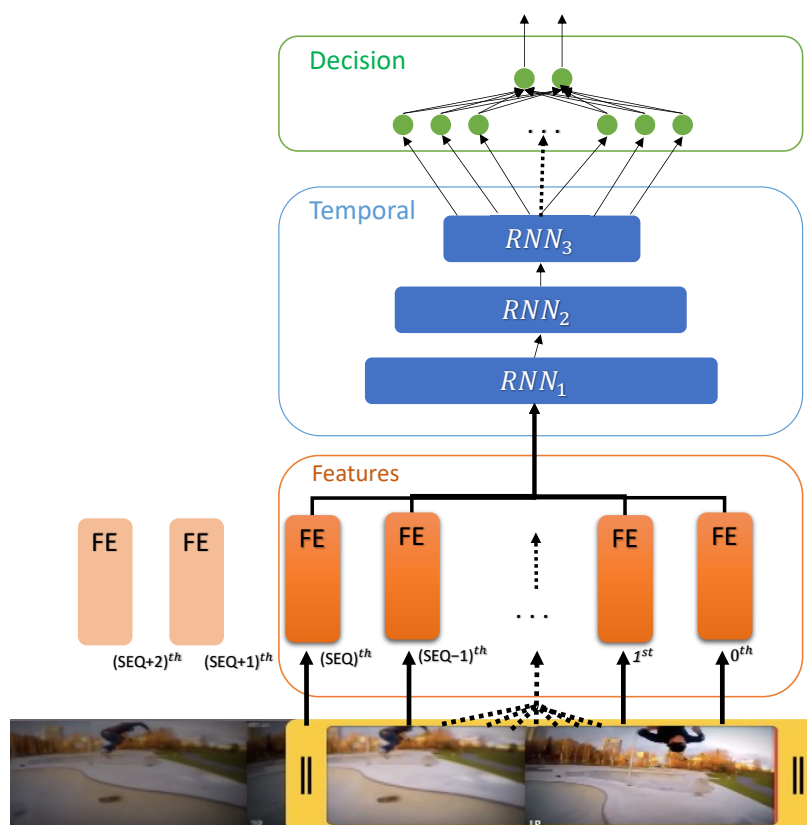 Decision
. . .
Temporal
RNN₃
RNN₂
RNN₁
Features
FE FE FE FE FE FE
. . .
(SEQ+2)ᵗʰ (SEQ+1)ᵗʰ (SEQ)ᵗʰ (SEQ−1)ᵗʰ 1ˢᵗ 0ᵗʰ